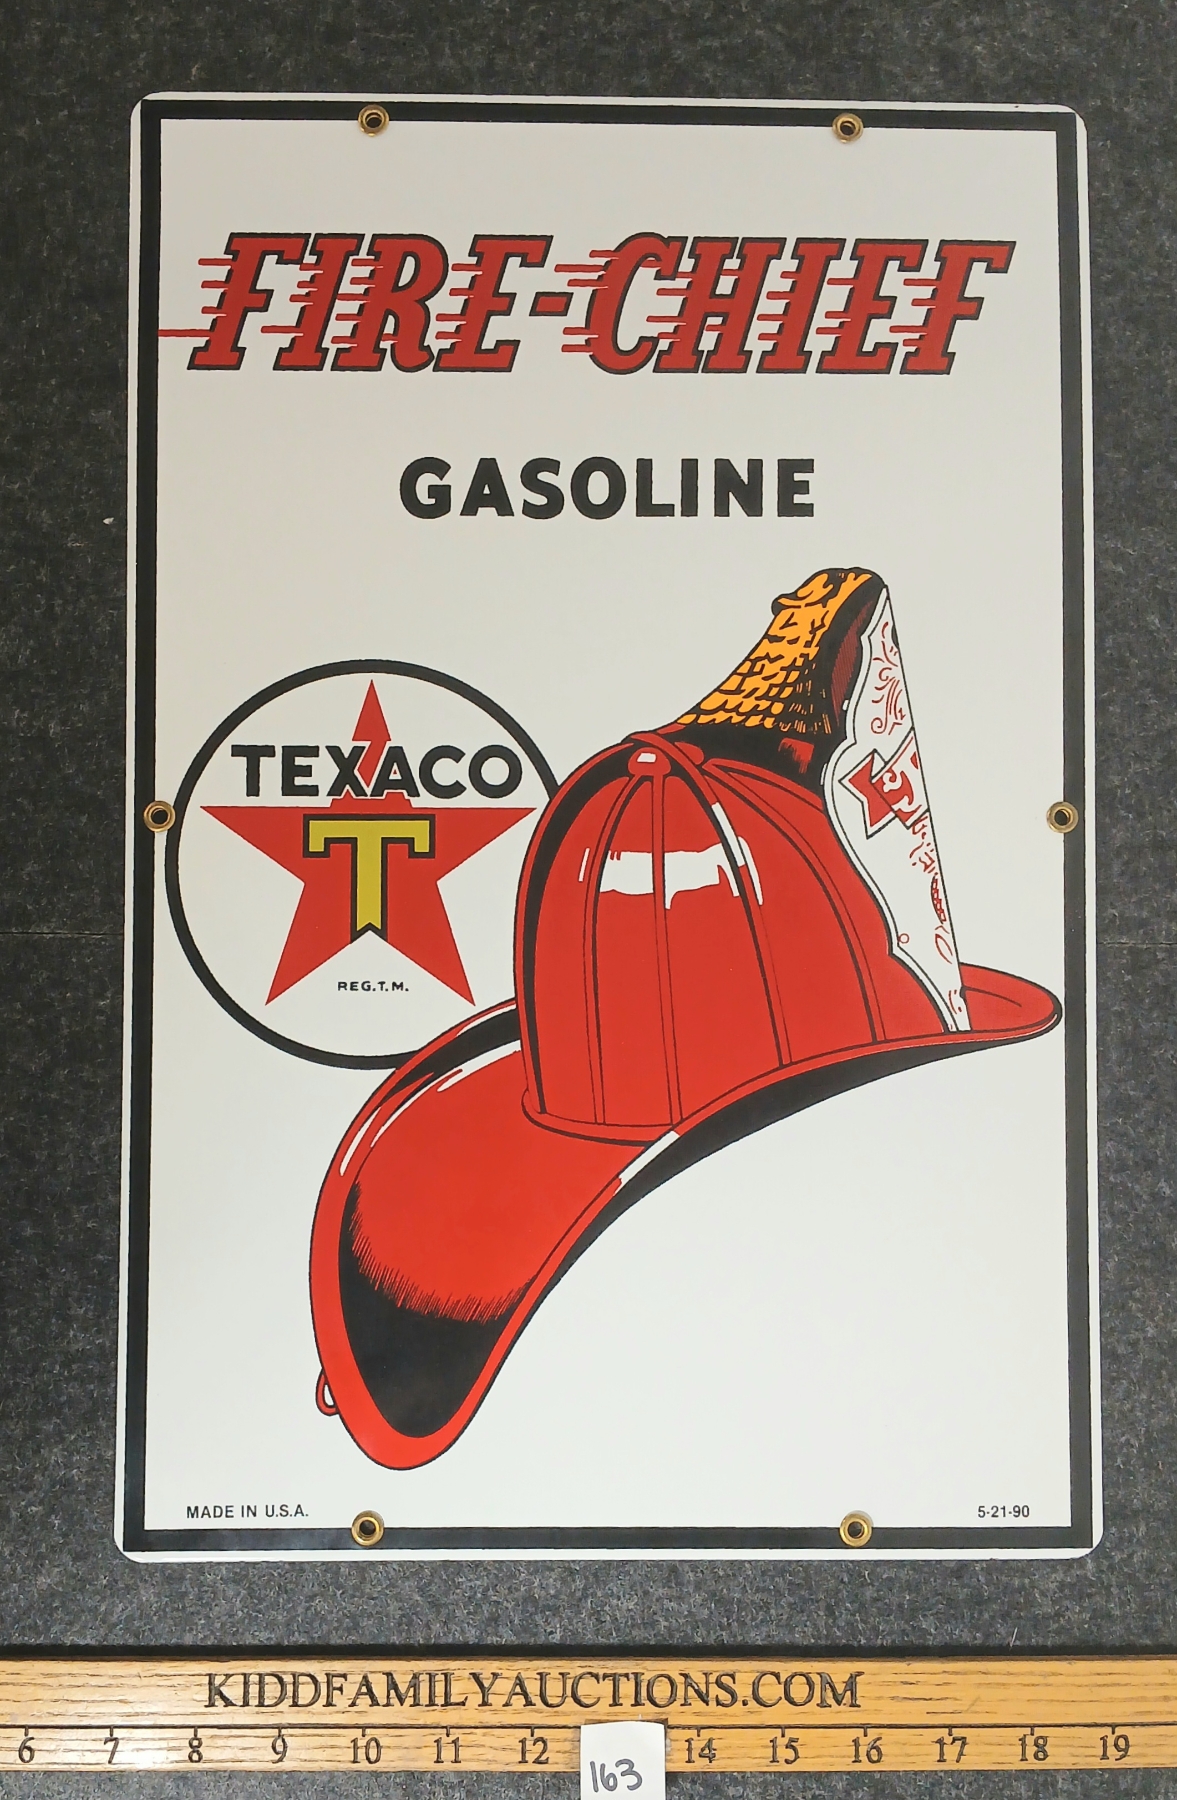 FIRE-CHIEF
GASOLINE
TEXACO
T
REG.T.M.
MADE IN U.S.A.
5-21-90
KIDDFAMILYAUCTIONS.COM
6 7 8 9 10 11 12 14 15 16 17 18 19
163